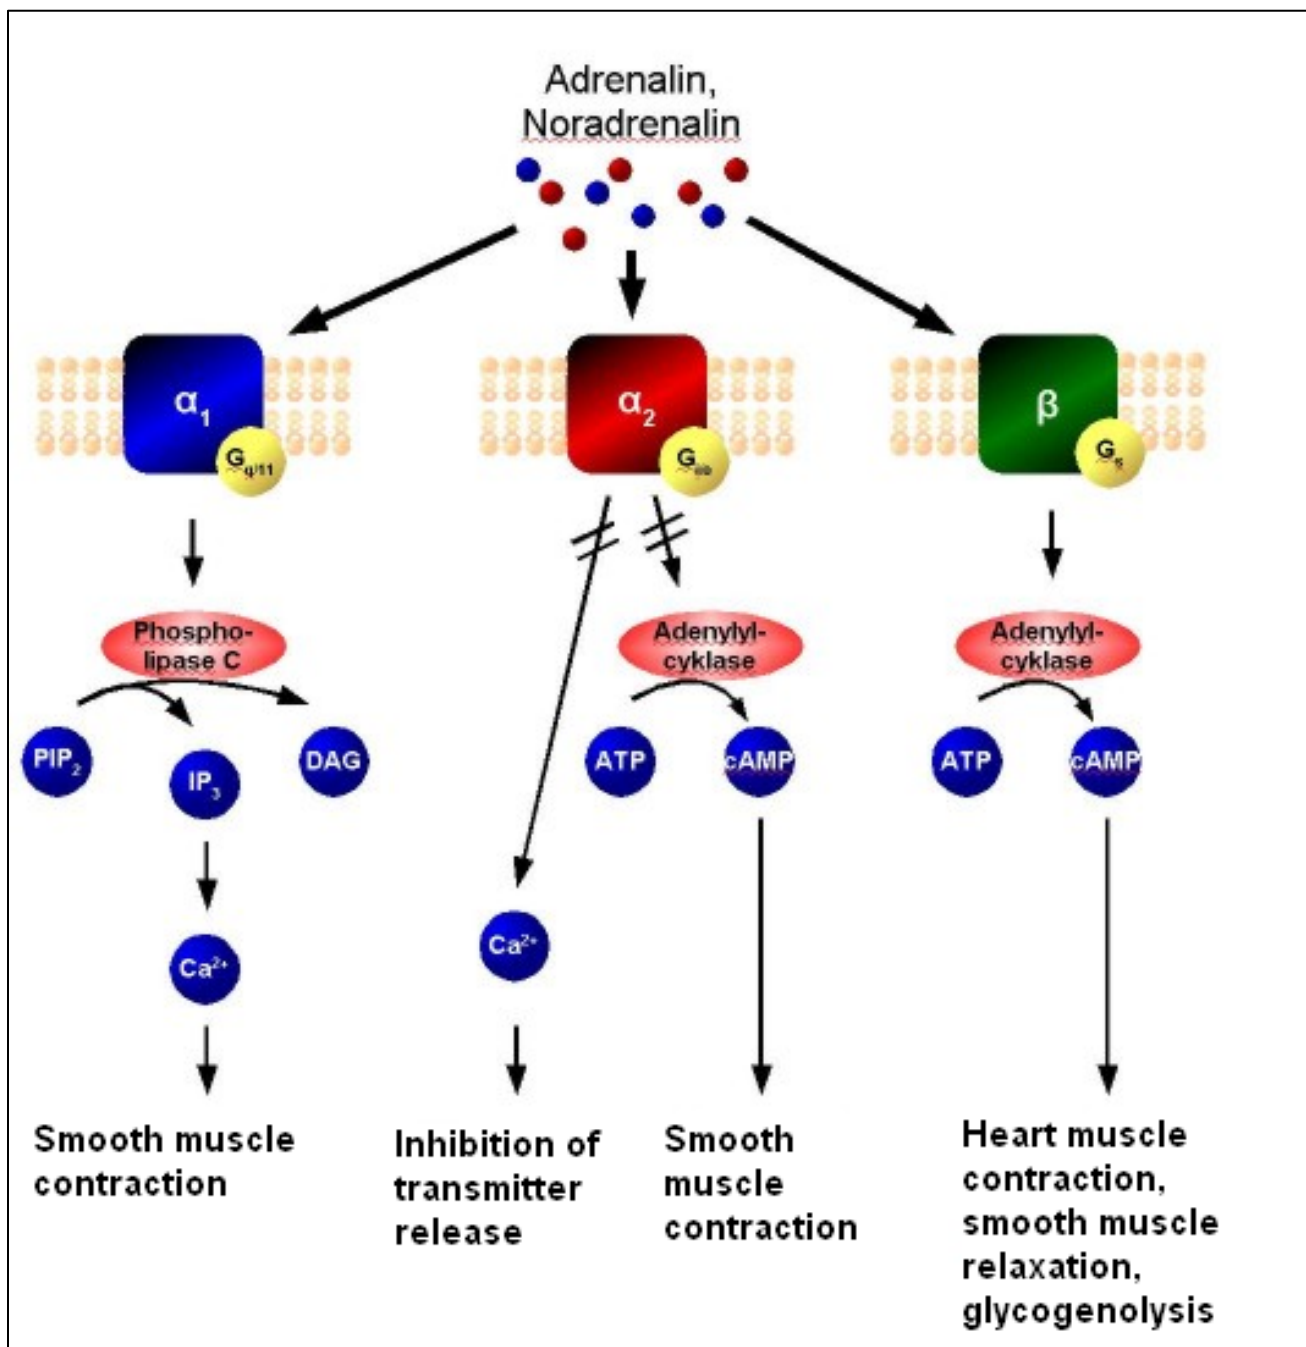 Adrenalin,
Noradrenalin
α1
Gq/11
α2
G
β
Gs
Phospho-
lipase C
Adenylyl-
cyklase
Adenylyl-
cyklase
PIP2
IP3
DAG
ATP
cAMP
ATP
cAMP
Ca2+
Ca2+
Smooth muscle
contraction
Inhibition of
transmitter
release
Smooth
muscle
contraction
Heart muscle
contraction,
smooth muscle
relaxation,
glycogenolysis